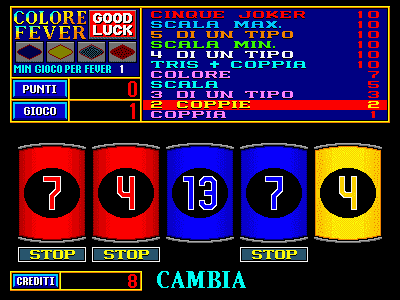 COLORE FEVER
GOOD LUCK
MIN GIOCO PER FEVER 1
PUNTI 0
GIOCO 1
CINQUE JOKER 10
SCALA MAX. 10
5 DI UN TIPO 10
SCALA MIN. 10
4 DI UN TIPO 10
TRIS + COPPIA 10
COLORE 7
SCALA 5
3 DI UN TIPO 3
2 COPPIE 2
COPPIA 1
7 4 13 7 4
STOP STOP STOP
CREDITI 8 CAMBIA